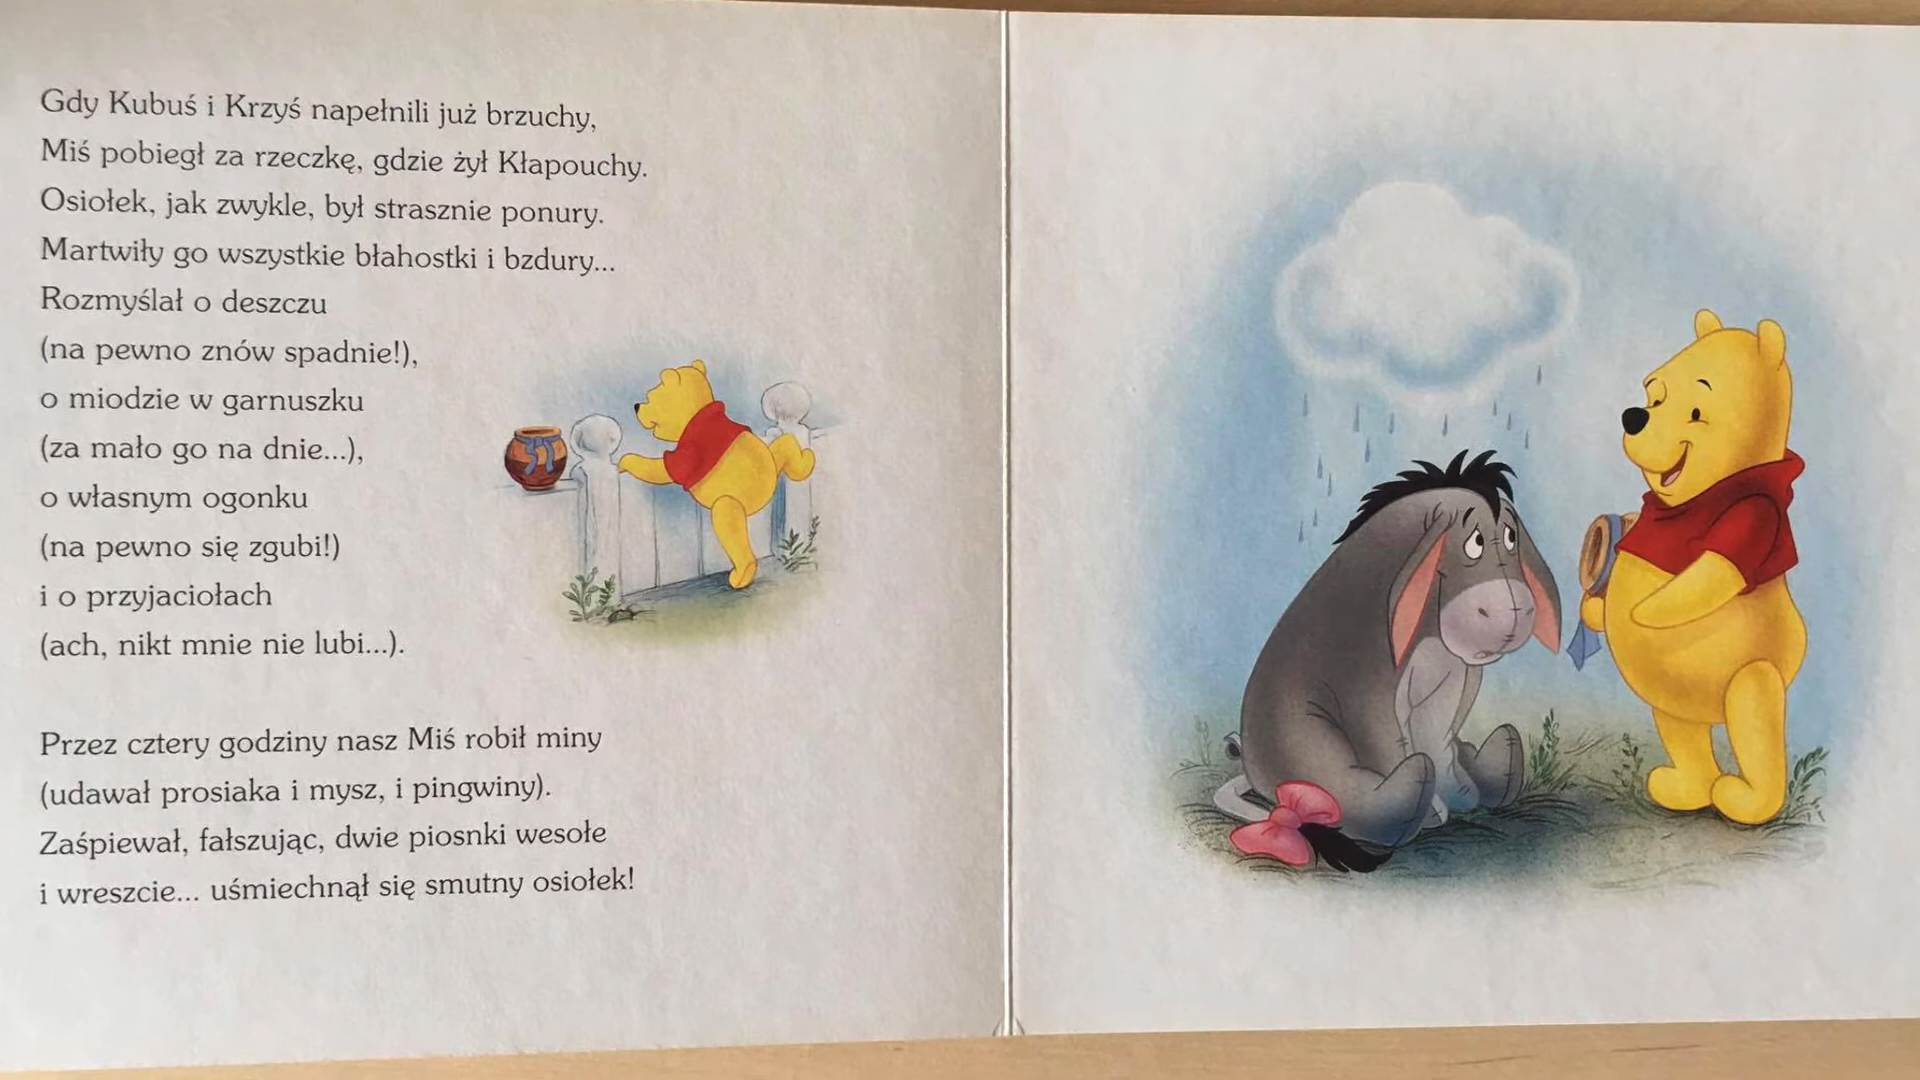 Gdy Kubuś i Krzyś napełnili już brzuchy,
Miś pobiegł za rzeczkę, gdzie żył Kłapouchy.
Osiołek, jak zwykle, był strasznie ponury.
Martwiły go wszystkie błahostki i bzdury...
Rozmyślał o deszczu
(na pewno znów spadnie!),
o miodzie w garnuszku
(za mało go na dnie...),
o własnym ogonku
(na pewno się zgubi!)
i o przyjaciołach
(ach, nikt mnie nie lubi...).
Przez cztery godziny nasz Miś robił miny
(udawał prosiaka i mysz, i pingwiny).
Zaśpiewał, fałszując, dwie piosnki wesołe
i wreszcie... uśmiechnął się smutny osiołek!